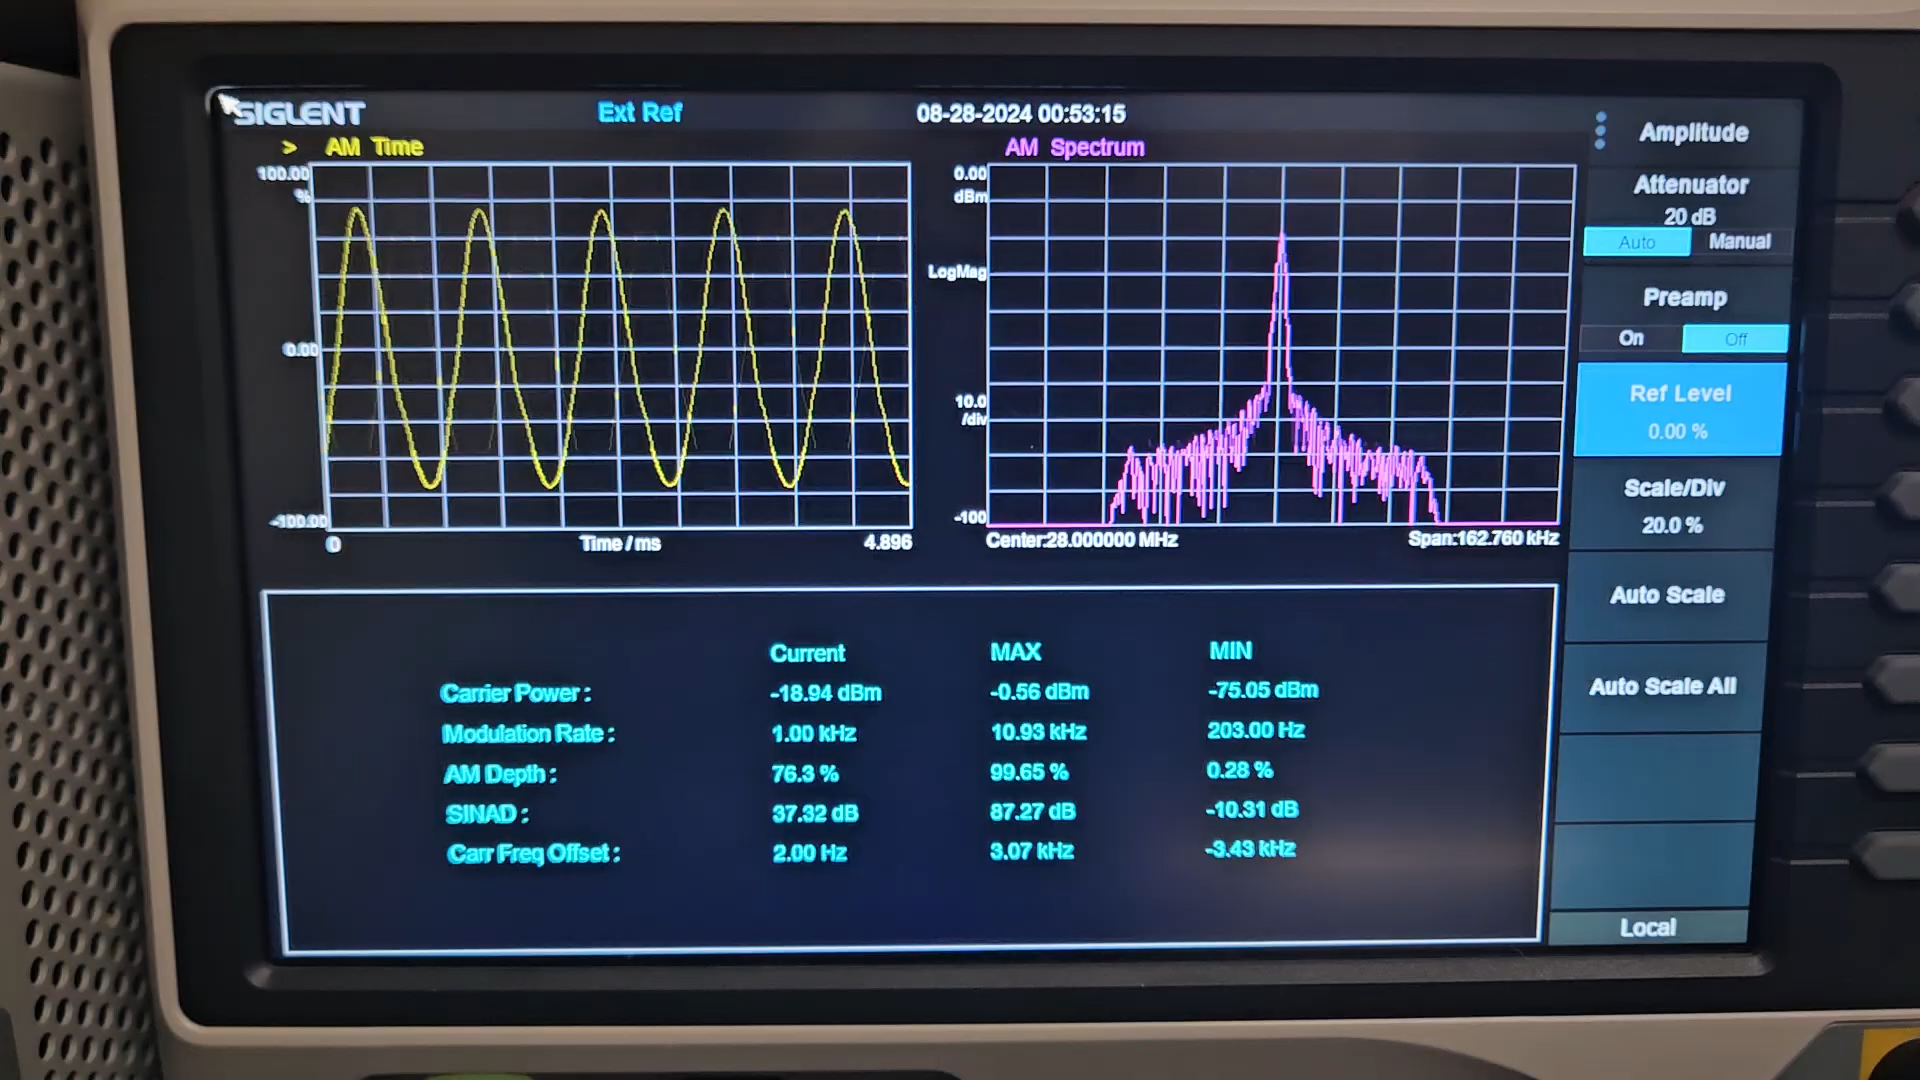 SIGLENT Ext Ref 08-28-2024 00:53:15
> AM Time
100.00
%
0.00
-100.00
0 Time/ms 4.896
AM Spectrum
0.00
dBm
LogMag
10.0
/div
-100
Center:28.000000 MHz Span:162.760 kHz
Current MAX MIN
Carrier Power : -18.94 dBm -0.56 dBm -75.05 dBm
Modulation Rate : 1.00 kHz 10.93 kHz 203.00 Hz
AM Depth : 76.3 % 99.65 % 0.28 %
SINAD : 37.32 dB 87.27 dB -10.31 dB
Carr Freq Offset : 2.00 Hz 3.07 kHz -3.43 kHz
Amplitude
Attenuator
20 dB
Auto Manual
Preamp
On Off
Ref Level
0.00 %
Scale/Div
20.0 %
Auto Scale
Auto Scale All
Local